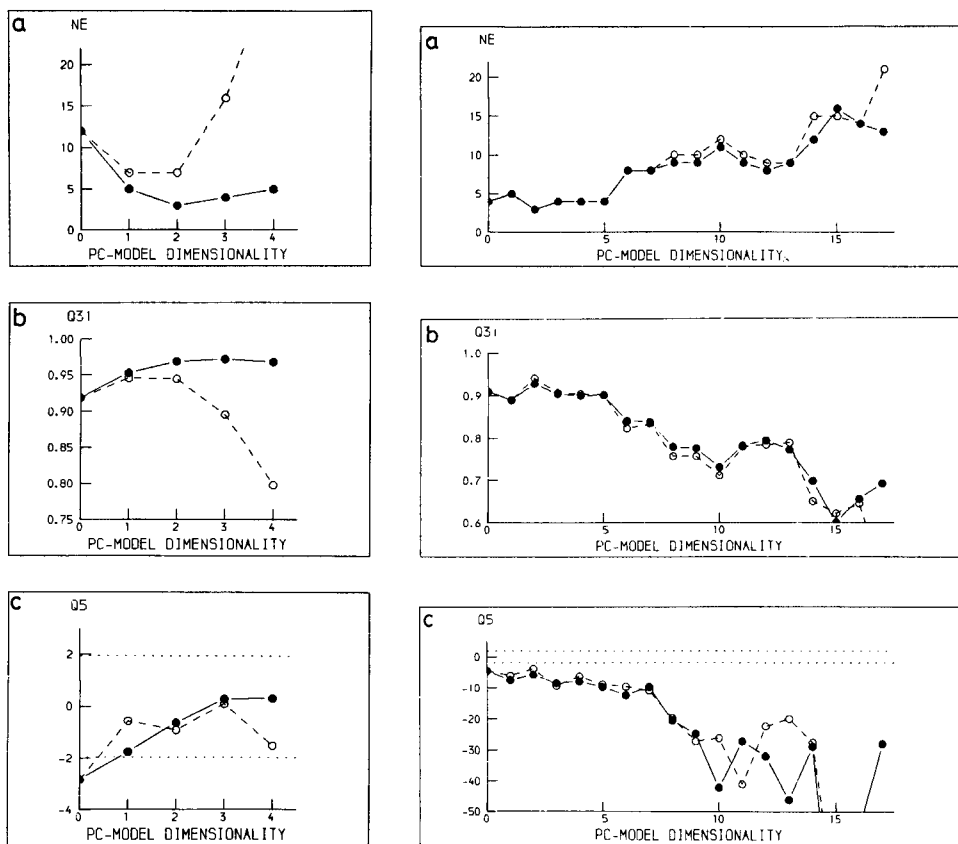 a NE
20
15
10
5
0
0 1 2 3 4
PC-MODEL DIMENSIONALITY
b Q31
1.00
0.95
0.90
0.85
0.80
0.75
0 1 2 3 4
PC-MODEL DIMENSIONALITY
c Q5
2
0
-2
-4
0 1 2 3 4
PC-MODEL DIMENSIONALITY
a NE
20
15
10
5
0
0 5 10 15
PC-MODEL DIMENSIONALITY
b Q31
1.0
0.9
0.8
0.7
0.6
0 5 10 15
PC-MODEL DIMENSIONALITY
c Q5
0
-10
-20
-30
-40
-50
0 5 10 15
PC-MODEL DIMENSIONALITY